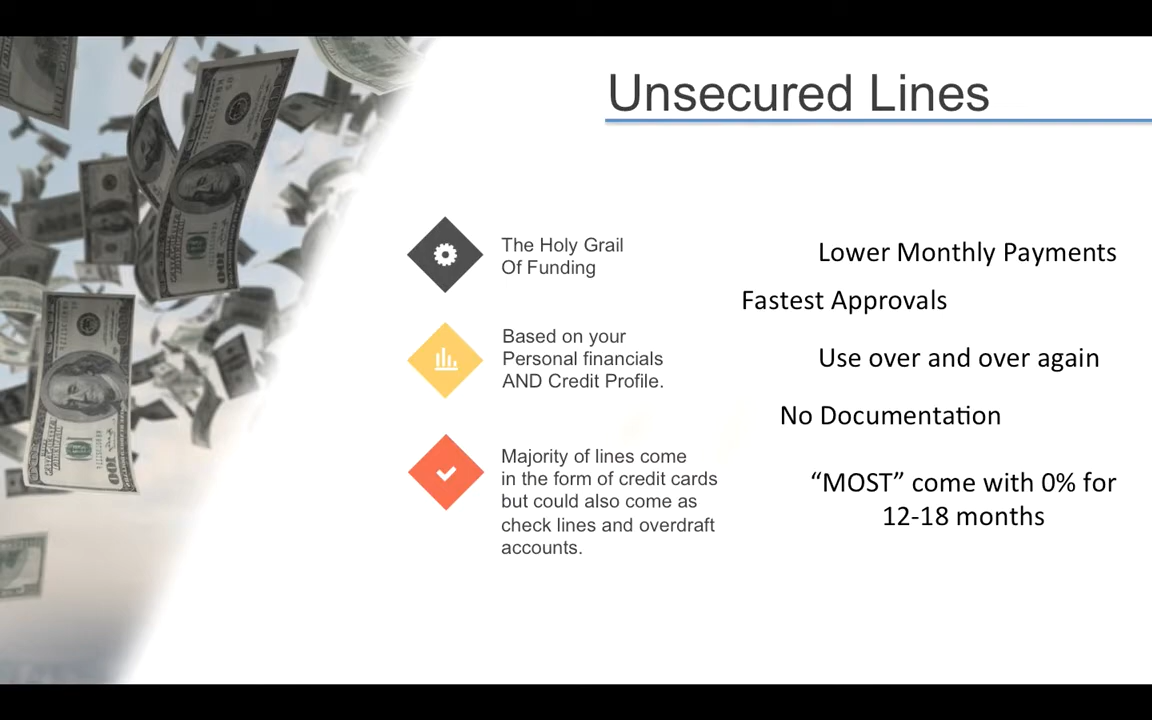 Unsecured Lines
The Holy Grail
Of Funding
Based on your
Personal financials
AND Credit Profile.
Majority of lines come
in the form of credit cards
but could also come as
check lines and overdraft
accounts.
Lower Monthly Payments
Fastest Approvals
Use over and over again
No Documentation
“MOST” come with 0% for
12-18 months